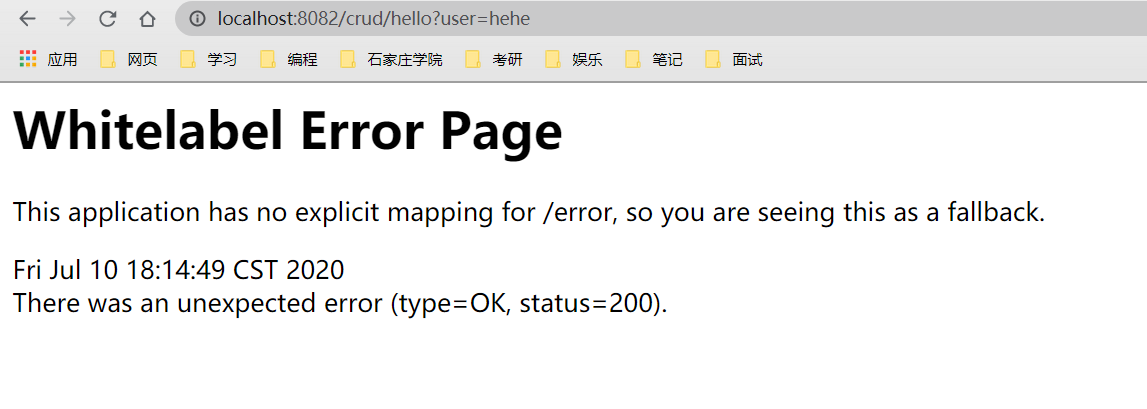 localhost:8082/crud/hello?user=hehe
应用 网页 学习 编程 石家庄学院 考研 娱乐 笔记 面试
Whitelabel Error Page
This application has no explicit mapping for /error, so you are seeing this as a fallback.
Fri Jul 10 18:14:49 CST 2020
There was an unexpected error (type=OK, status=200).